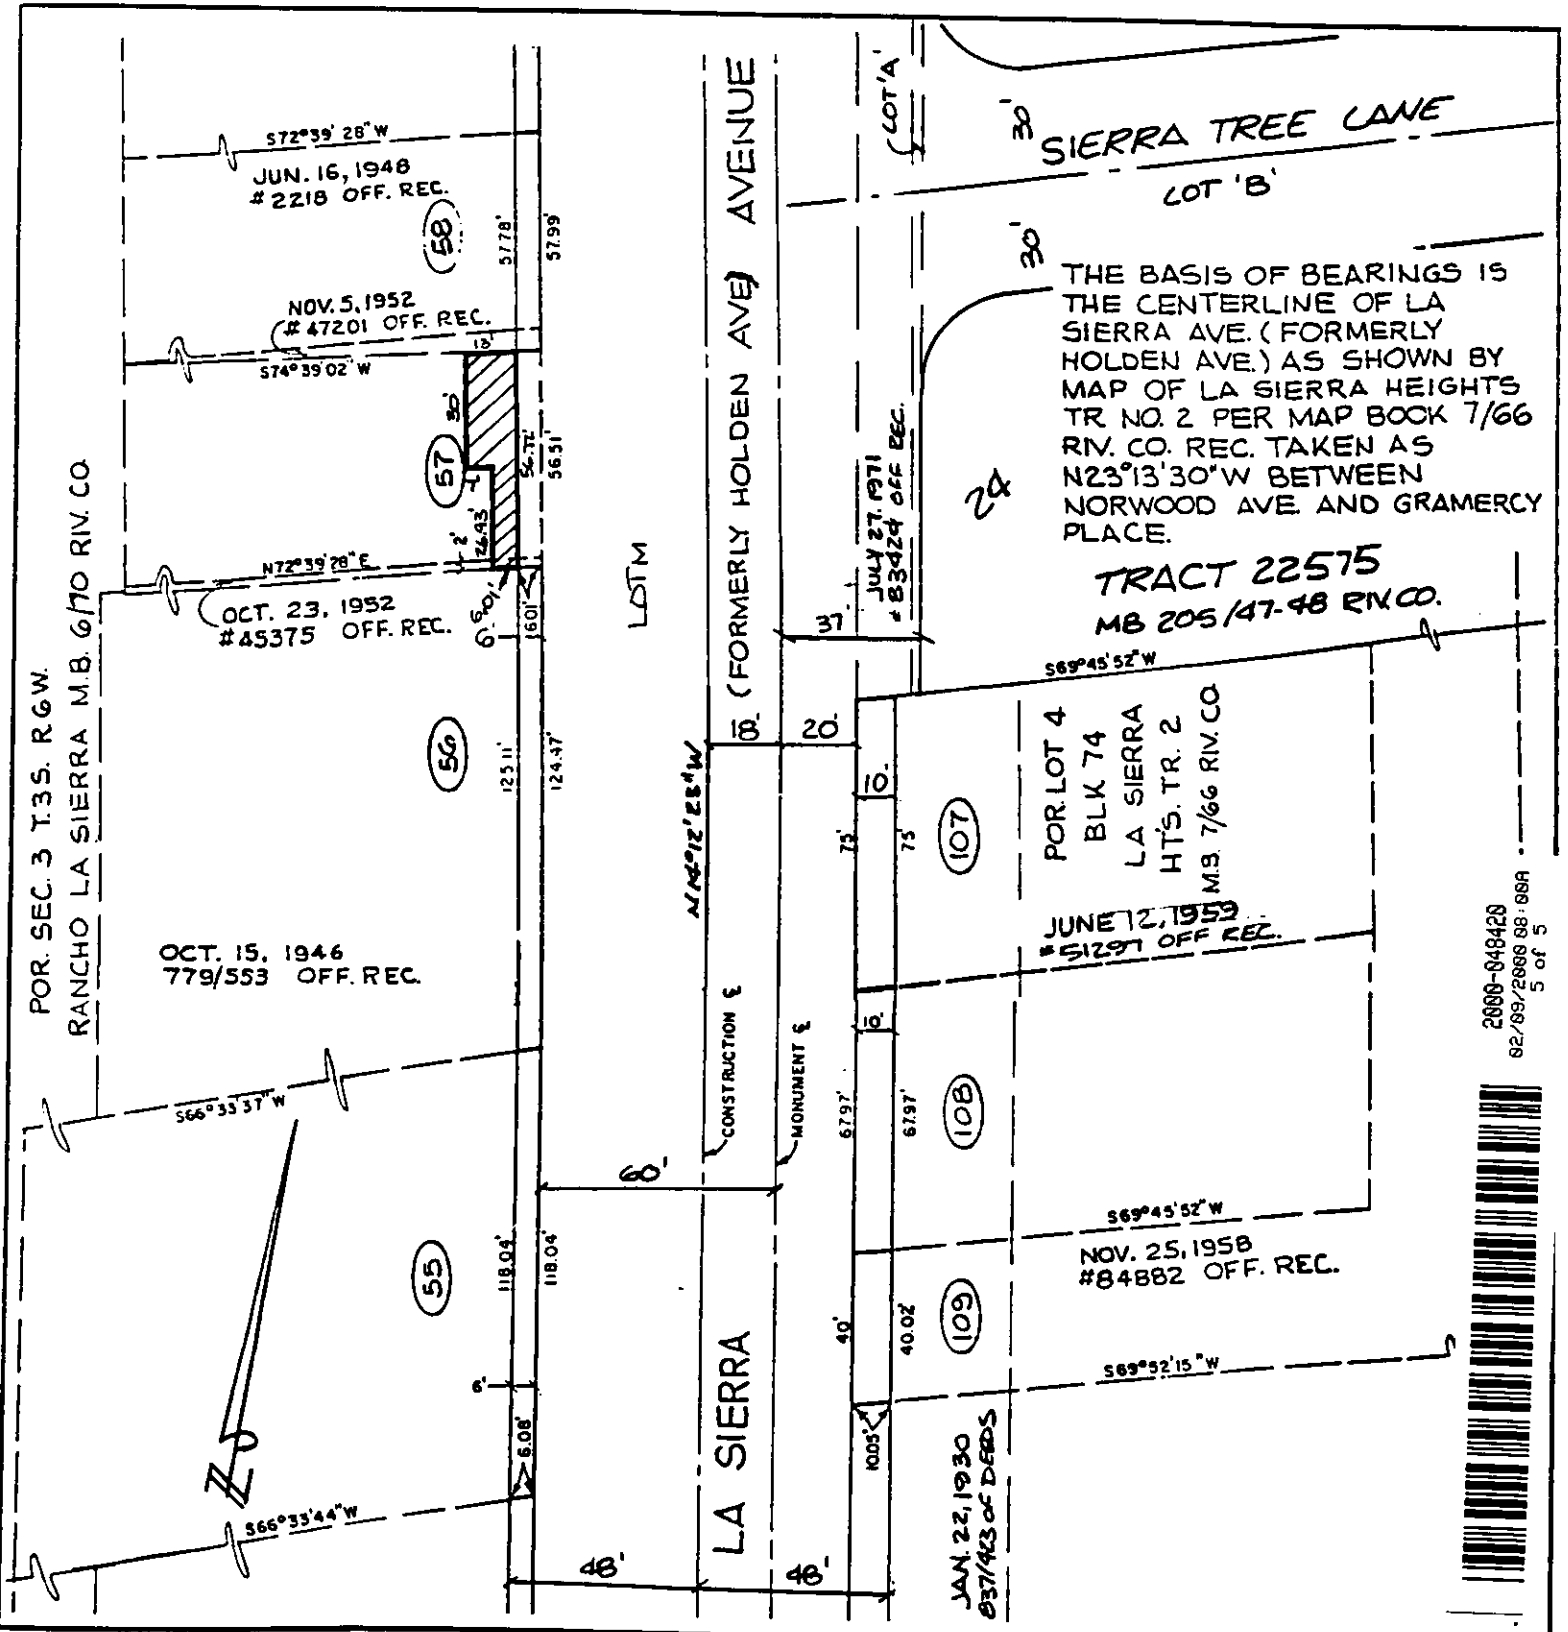 S72°39'28"W
JUN. 16, 1948
#2218 OFF. REC.
58
57.78'
57.99'
NOV. 5, 1952
#47201 OFF. REC.
S74°39'02"W
13'
30'
57
4'
2'
26.93'
56.72'
56.51'
N72°39'28"E
OCT. 23, 1952
#45375 OFF. REC.
6'
6.01'
6.01'
POR. SEC. 3 T.3S. R6W.
RANCHO LA SIERRA M.B. 6/70 RIV. CO.
56
125.11'
124.47'
OCT. 15, 1946
779/553 OFF. REC.
S66°33'37"W
55
118.04'
118.04'
6'
6.08'
N
S66°33'44"W
LOT M
LA SIERRA (FORMERLY HOLDEN AVE) AVENUE
18'
20'
37'
CONSTRUCTION ℄
MONUMENT ℄
60'
48'
48'
LOT 'A'
30'
SIERRA TREE LANE
LOT 'B'
30'
THE BASIS OF BEARINGS IS
THE CENTERLINE OF LA
SIERRA AVE. (FORMERLY
HOLDEN AVE.) AS SHOWN BY
MAP OF LA SIERRA HEIGHTS
TR NO. 2 PER MAP BOOK 7/66
RIV. CO. REC. TAKEN AS
N23°13'30"W BETWEEN
NORWOOD AVE. AND GRAMERCY
PLACE.
24
JULY 27, 1971
#83424 OFF REC.
TRACT 22575
MB 205/47-48 RIV. CO.
S69°45'52"W
POR. LOT 4
BLK 74
LA SIERRA
HT'S. TR. 2
M.B. 7/66 RIV. CO.
10'
75'
75'
107
JUNE 12, 1959
#51297 OFF REC.
10'
67.97'
67.97'
108
S69°45'52"W
NOV. 25, 1958
#84882 OFF. REC.
40'
40.02'
109
S69°52'15"W
10.05'
JAN. 22, 1930
837/423 OF DEEDS
2000-048420
02/09/2000 08:00A
5 of 5